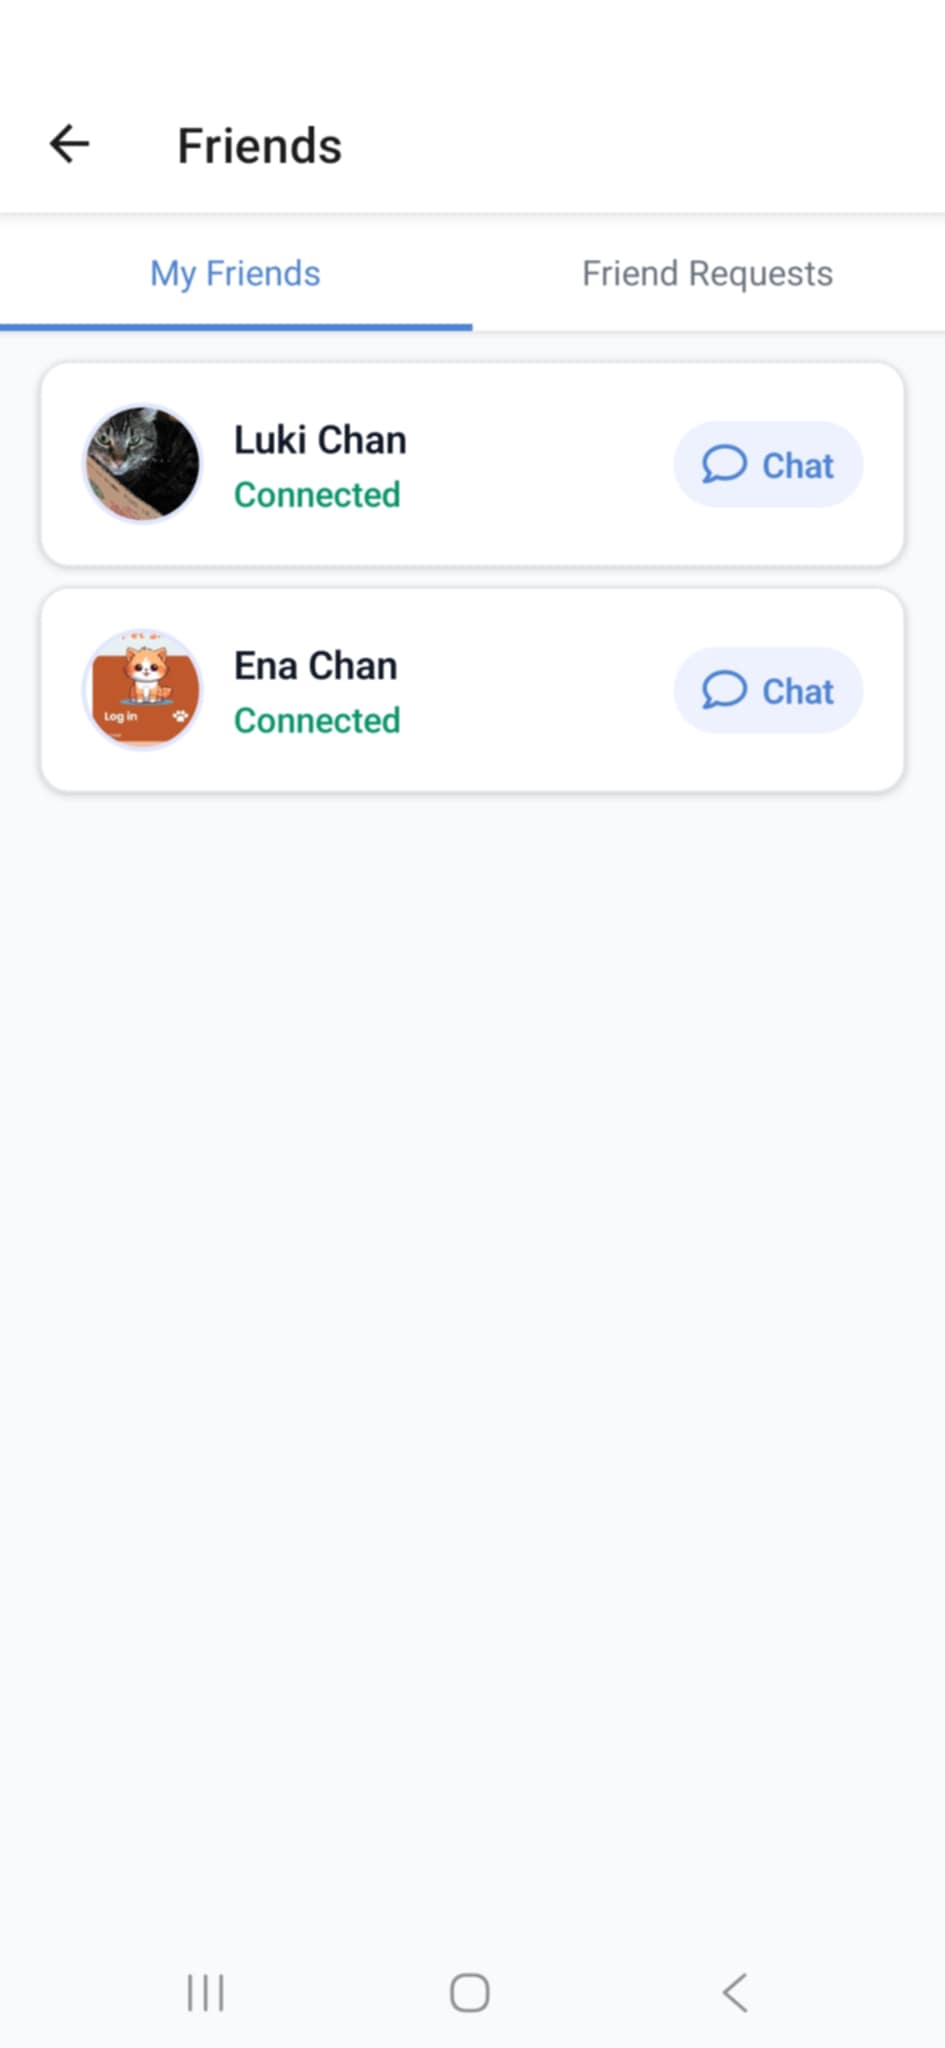 Friends
My Friends
Friend Requests
Luki Chan
Connected
Chat
Ena Chan
Connected
Chat
Log in